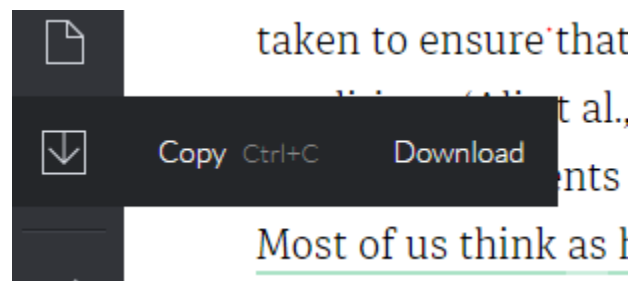 taken to ensure that
t al.,
Copy Ctrl+C Download
nts
Most of us think as